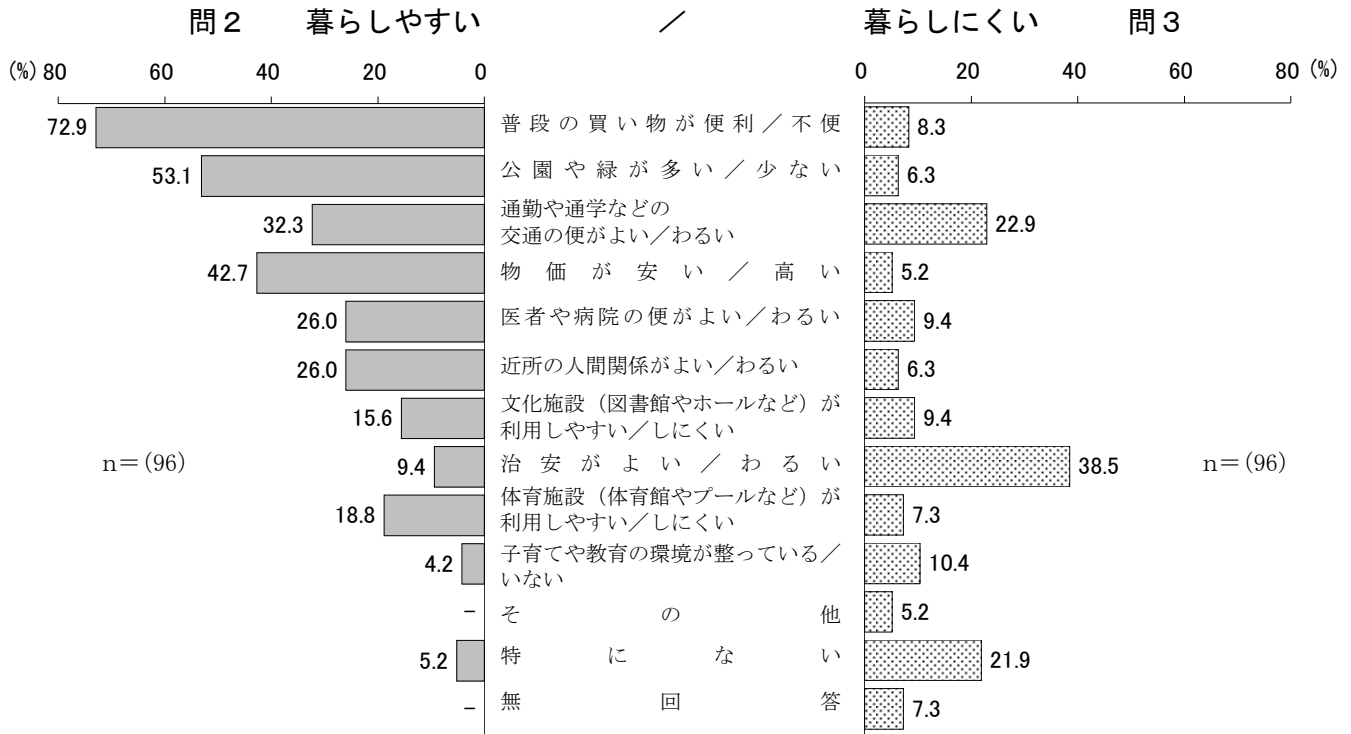 問２ 暮らしやすい ／ 暮らしにくい 問３
(%) 80 60 40 20 0 0 20 40 60 80 (%)
72.9 普段の買い物が便利／不便 8.3
53.1 公園や緑が多い／少ない 6.3
32.3 通勤や通学などの
交通の便がよい／わるい 22.9
42.7 物価が安い／高い 5.2
26.0 医者や病院の便がよい／わるい 9.4
26.0 近所の人間関係がよい／わるい 6.3
15.6 文化施設（図書館やホールなど）が
利用しやすい／しにくい 9.4
n＝(96) 9.4 治安がよい／わるい 38.5 n＝(96)
18.8 体育施設（体育館やプールなど）が
利用しやすい／しにくい 7.3
4.2 子育てや教育の環境が整っている／
いない 10.4
－ その他 5.2
5.2 特にない 21.9
－ 無回答 7.3